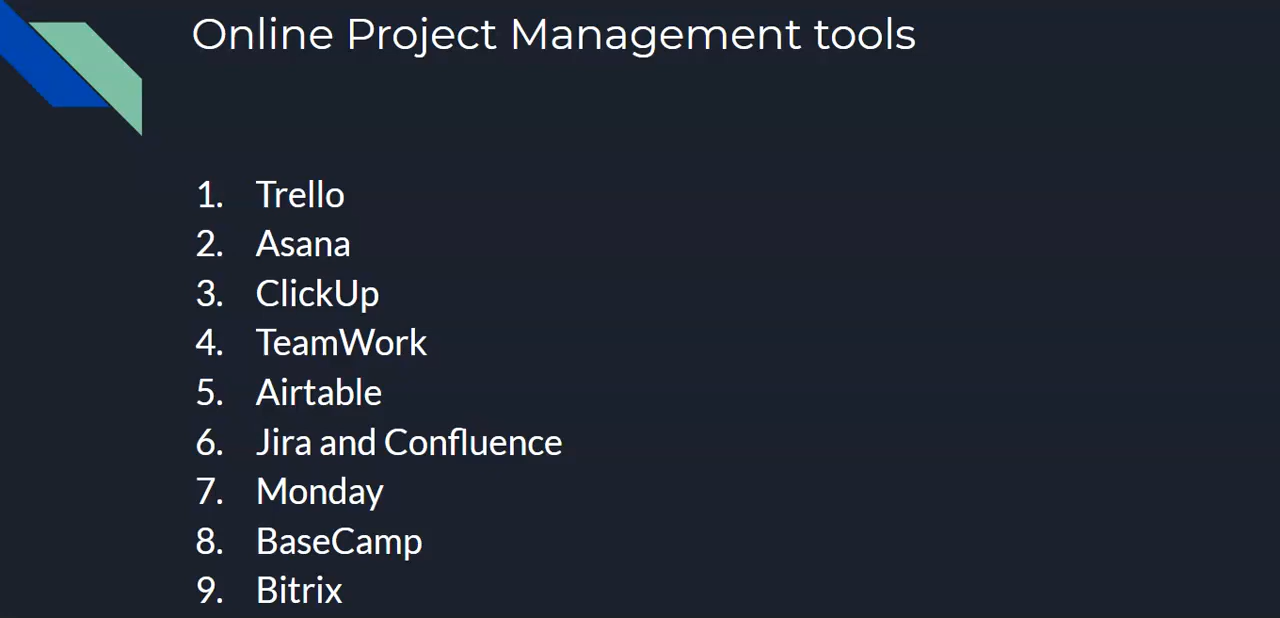 Online Project Management tools
1. Trello
2. Asana
3. ClickUp
4. TeamWork
5. Airtable
6. Jira and Confluence
7. Monday
8. BaseCamp
9. Bitrix